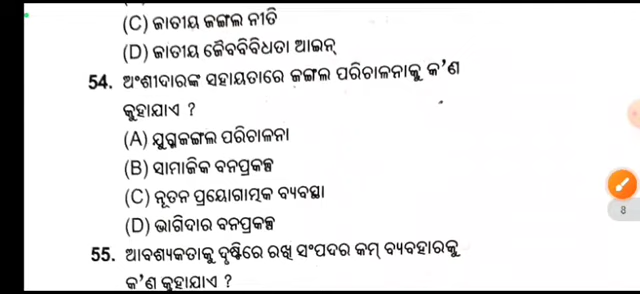 (C) ଜାତୀୟ ଜଙ୍ଗଲ ନୀତି
(D) ଜାତୀୟ ଜୈବବିବିଧତା ଆଇନ୍
54. ଅଂଶୀଦାରଙ୍କ ସହାୟତାରେ ଜଙ୍ଗଲ ପରିଚାଳନାକୁ କ'ଣ
କୁହାଯାଏ ?
(A) ଯୁଗ୍ମଜଙ୍ଗଲ ପରିଚାଳନା
(B) ସାମାଜିକ ବନପ୍ରକଳ୍ପ
(C) ନୂତନ ପ୍ରୟୋଗାତ୍ମକ ବ୍ୟବସ୍ଥା
(D) ଭାଗିଦାର ବନପ୍ରକଳ୍ପ
55. ଆବଶ୍ୟକତାକୁ ଦୃଷ୍ଟିରେ ରଖି ସଂପଦର କମ୍ ବ୍ୟବହାରକୁ
କ'ଣ କୁହାଯାଏ ?
8